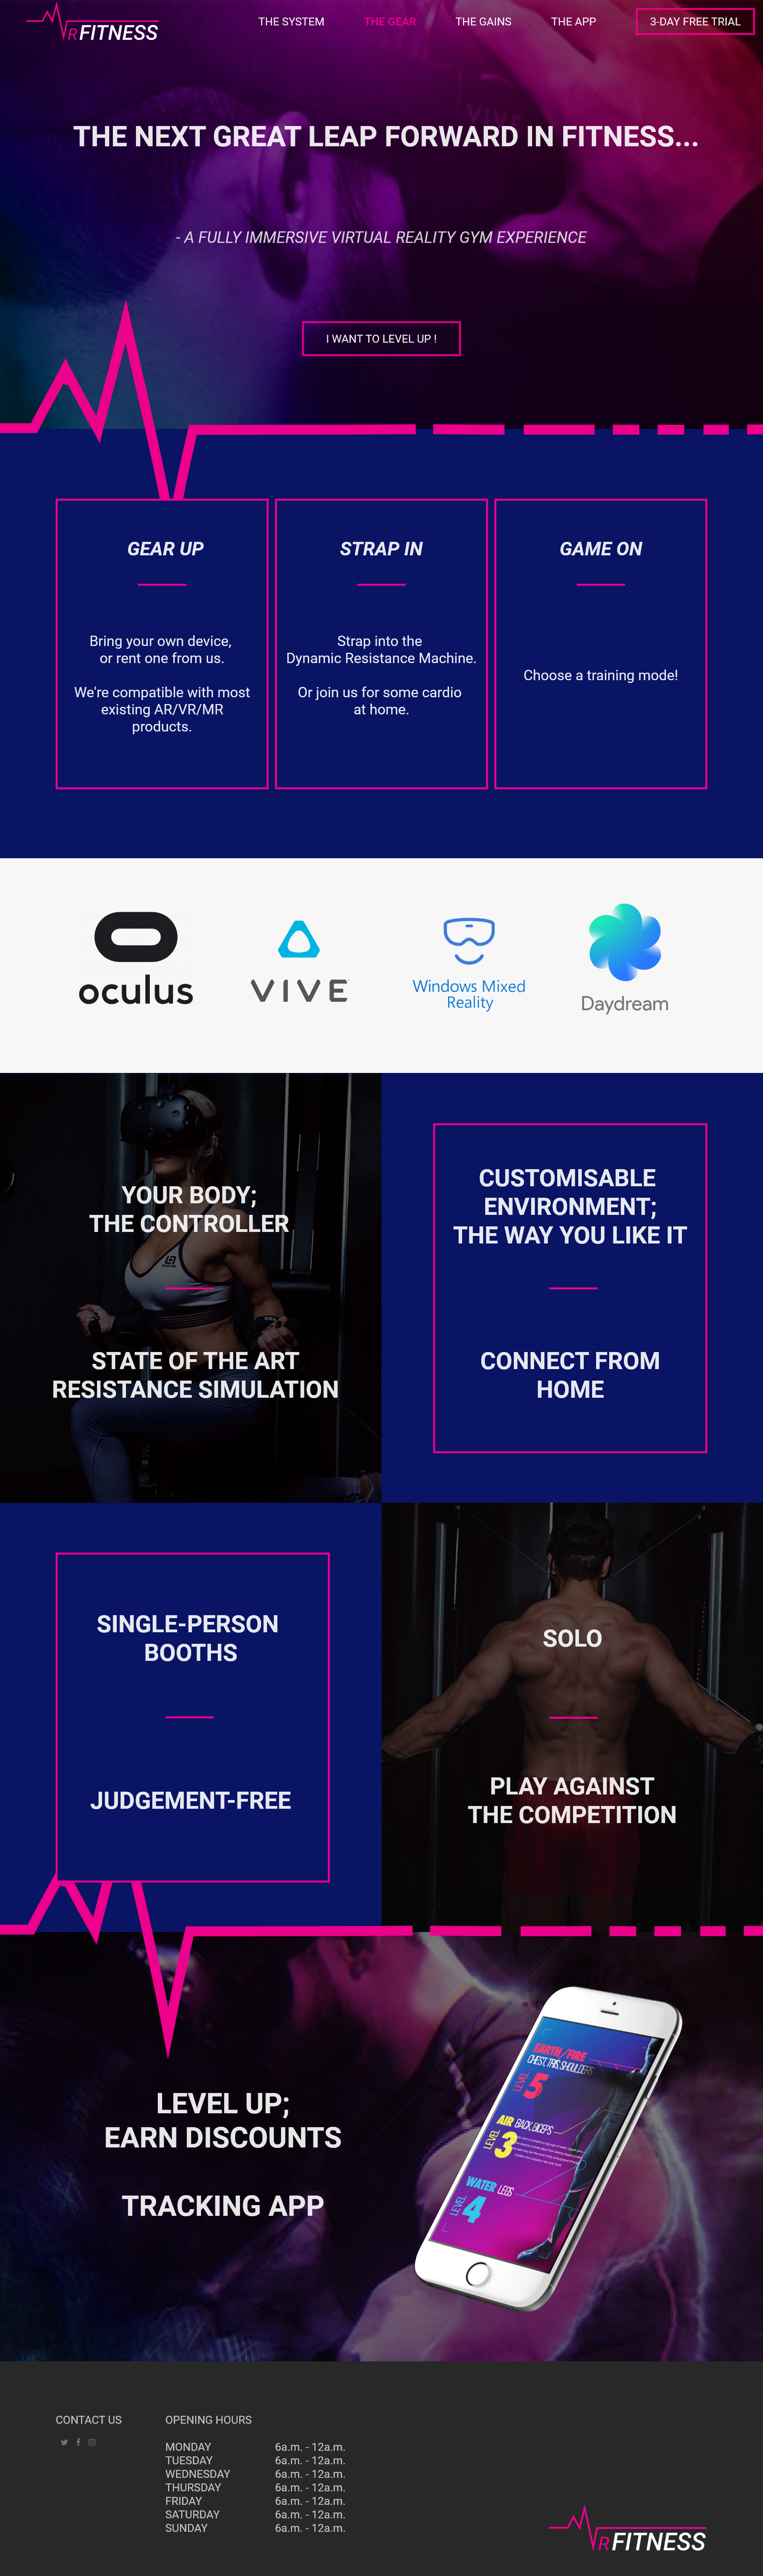 RFITNESS
THE SYSTEM
THE GEAR
THE GAINS
THE APP
3-DAY FREE TRIAL
VIVE
THE NEXT GREAT LEAP FORWARD IN FITNESS...
- A FULLY IMMERSIVE VIRTUAL REALITY GYM EXPERIENCE
I WANT TO LEVEL UP !
GEAR UP
Bring your own device,
or rent one from us.
We're compatible with most
existing AR/VR/MR
products.
STRAP IN
Strap into the
Dynamic Resistance Machine.
Or join us for some cardio
at home.
GAME ON
Choose a training mode!
oculus
VIVE
Windows Mixed
Reality
Daydream
YOUR BODY;
THE CONTROLLER
STATE OF THE ART
RESISTANCE SIMULATION
CUSTOMISABLE
ENVIRONMENT;
THE WAY YOU LIKE IT
CONNECT FROM
HOME
SINGLE-PERSON
BOOTHS
JUDGEMENT-FREE
SOLO
PLAY AGAINST
THE COMPETITION
LEVEL UP;
EARN DISCOUNTS
TRACKING APP
EARTH/FIRE
CHEST, TRIS, SHOULDERS
LEVEL 5
AIR BACK, BICEPS
LEVEL 3
WATER LEGS
LEVEL 4
CONTACT US
OPENING HOURS
MONDAY 6a.m. - 12a.m.
TUESDAY 6a.m. - 12a.m.
WEDNESDAY 6a.m. - 12a.m.
THURSDAY 6a.m. - 12a.m.
FRIDAY 6a.m. - 12a.m.
SATURDAY 6a.m. - 12a.m.
SUNDAY 6a.m. - 12a.m.
RFITNESS